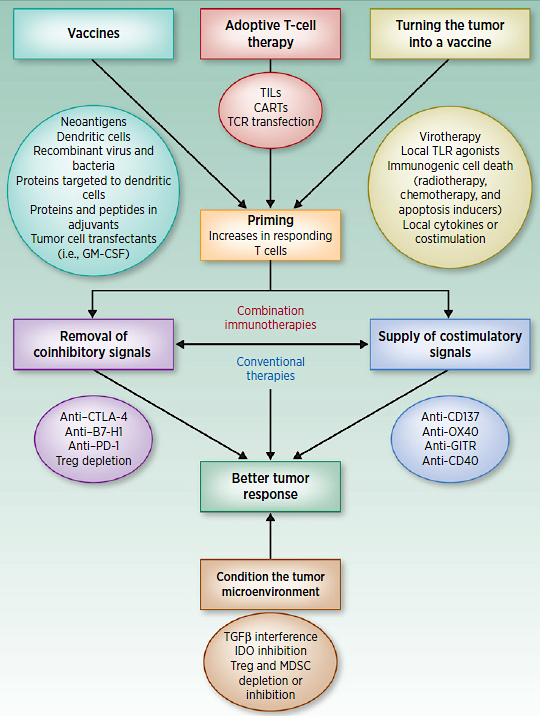 Vaccines
Adoptive T-cell
therapy
Turning the tumor
into a vaccine
TILs
CARTs
TCR transfection
Neoantigens
Dendritic cells
Recombinant virus and
bacteria
Proteins targeted to dendritic
cells
Proteins and peptides in
adjuvants
Tumor cell transfectants
(i.e., GM-CSF)
Virotherapy
Local TLR agonists
Immunogenic cell death
(radiotherapy,
chemotherapy, and
apoptosis inducers)
Local cytokines or
costimulation
Priming
Increases in responding
T cells
Combination
immunotherapies
Removal of
coinhibitory signals
Supply of costimulatory
signals
Conventional
therapies
Anti–CTLA-4
Anti–B7-H1
Anti–PD-1
Treg depletion
Anti-CD137
Anti-OX40
Anti-GITR
Anti-CD40
Better tumor
response
Condition the tumor
microenvironment
TGFβ interference
IDO inhibition
Treg and MDSC
depletion or
inhibition